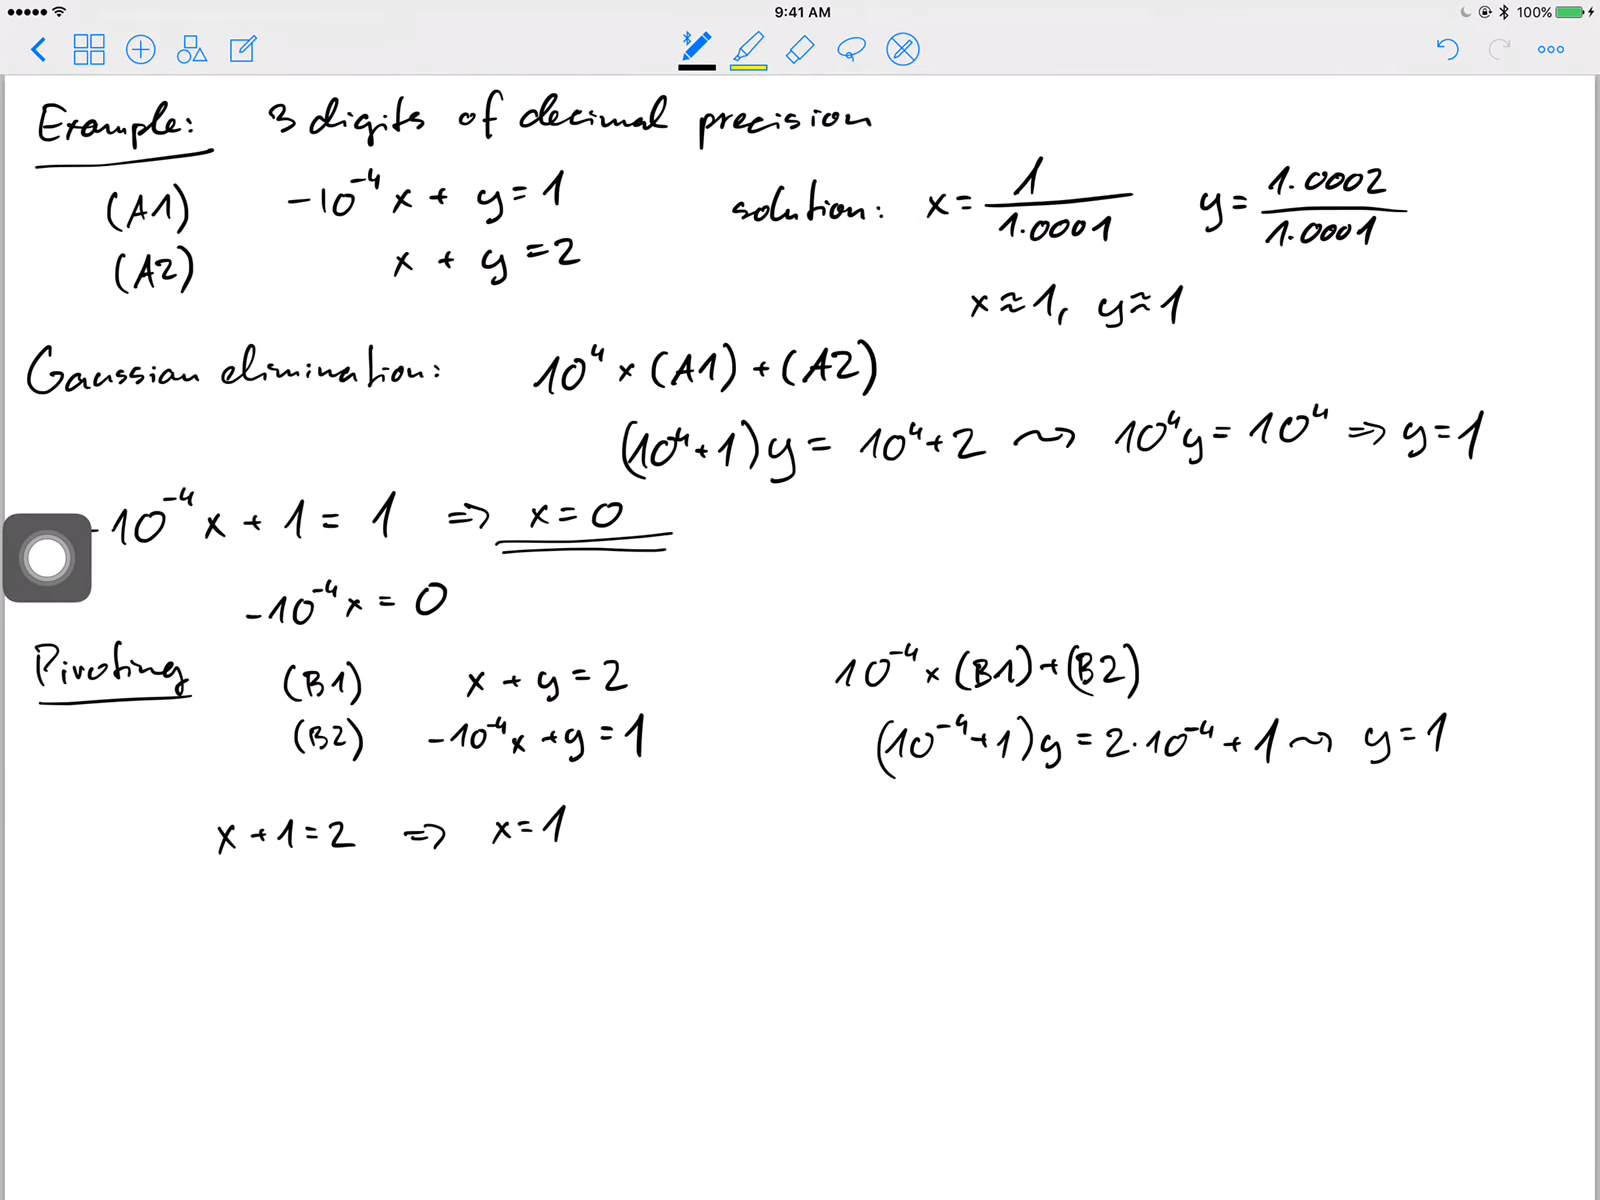 9:41 AM
100%
Example: 3 digits of decimal precision
(A1) -10⁻⁴ x + y = 1
(A2) x + y = 2
solution: x = 1/1.0001 y = 1.0002/1.0001
x ≈ 1, y ≈ 1
Gaussian elimination: 10⁴ × (A1) + (A2)
(10⁴+1)y = 10⁴+2 ⇝ 10⁴y = 10⁴ ⇒ y = 1
-10⁻⁴ x + 1 = 1 ⇒ x = 0
-10⁻⁴ x = 0
Pivoting (B1) x + y = 2
(B2) -10⁻⁴x + y = 1
10⁻⁴ × (B1) + (B2)
(10⁻⁴+1)y = 2·10⁻⁴ + 1 ⇝ y = 1
x + 1 = 2 ⇒ x = 1